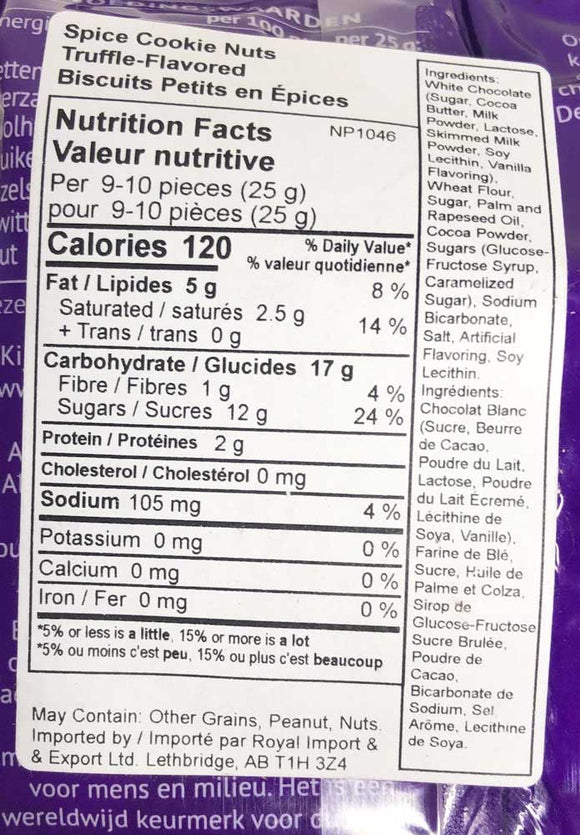 per 100
ARDEN
per 25 g
Spice Cookie Nuts
Truffle-Flavored
Biscuits Petits en Épices
Nutrition Facts
NP1046
Valeur nutritive
Per 9-10 pieces (25 g)
pour 9-10 pièces (25 g)
Calories 120
% Daily Value*
% valeur quotidienne*
Fat / Lipides 5 g 8 %
Saturated / saturés 2.5 g
+ Trans / trans 0 g 14 %
Carbohydrate / Glucides 17 g
Fibre / Fibres 1 g 4 %
Sugars / Sucres 12 g 24 %
Protein / Protéines 2 g
Cholesterol / Cholestérol 0 mg
Sodium 105 mg 4 %
Potassium 0 mg 0 %
Calcium 0 mg 0 %
Iron / Fer 0 mg 0 %
*5% or less is a little, 15% or more is a lot
*5% ou moins c'est peu, 15% ou plus c'est beaucoup
May Contain: Other Grains, Peanut, Nuts.
Imported by / Importé par Royal Import &
& Export Ltd. Lethbridge, AB T1H 3Z4
Ingredients:
White Chocolate
(Sugar, Cocoa
Butter, Milk
Powder, Lactose,
Skimmed Milk
Powder, Soy
Lecithin, Vanilla
Flavoring),
Wheat Flour,
Sugar, Palm and
Rapeseed Oil,
Cocoa Powder,
Sugars (Glucose-
Fructose Syrup,
Caramelized
Sugar), Sodium
Bicarbonate,
Salt, Artificial
Flavoring, Soy
Lecithin.
Ingrédients:
Chocolat Blanc
(Sucre, Beurre
de Cacao,
Poudre du Lait,
Lactose, Poudre
du Lait Ecremé,
Lécithine de
Soya, Vanille),
Farine de Blé,
Sucre, Huile de
Palme et Colza,
Sirop de
Glucose-Fructose
Sucre Brulée,
Poudre de
Cacao,
Bicarbonate de
Sodium, Sel,
Arôme, Lecithine
de Soya.
voor mens en milieu. Het is een
wereldwijd keurmerk voor